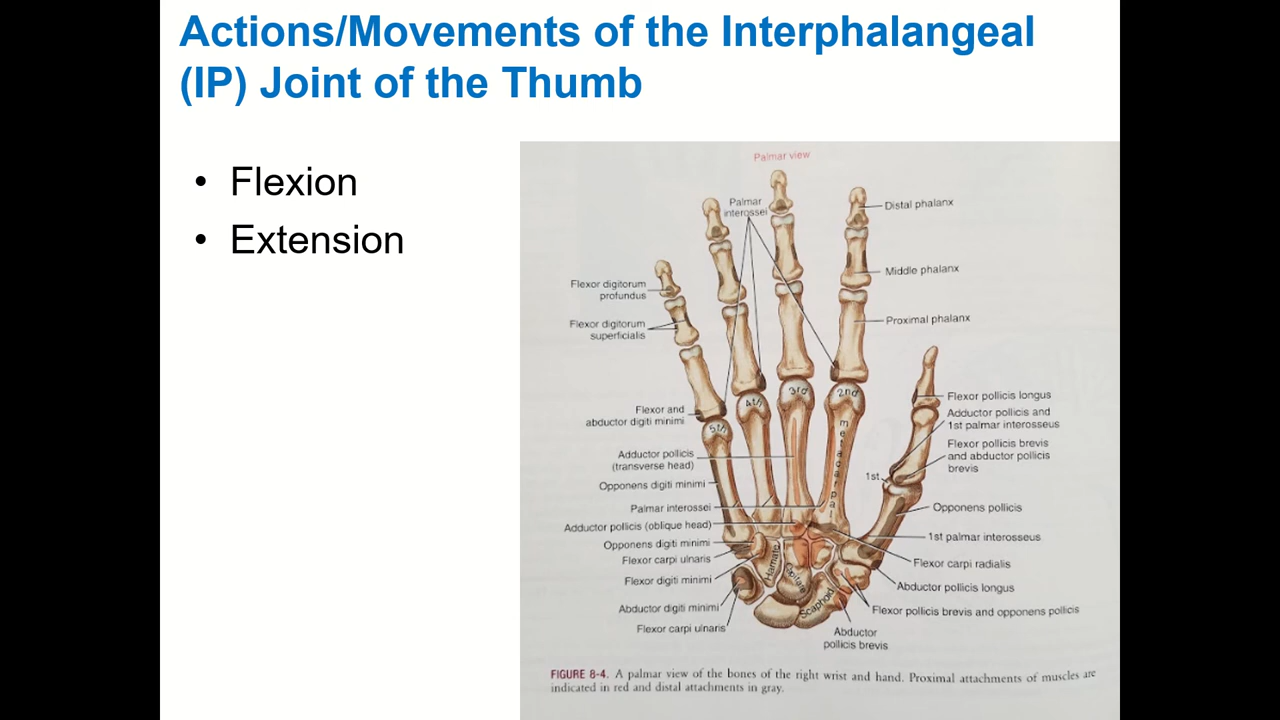 Actions/Movements of the Interphalangeal
(IP) Joint of the Thumb
• Flexion
• Extension
Palmar view
Palmar
interossei
Distal phalanx
Middle phalanx
Flexor digitorum
profundus
Flexor digitorum
superficialis
Proximal phalanx
Flexor and
abductor digiti minimi
5th
4th
3rd
2nd
metacarpal
Flexor pollicis longus
Adductor pollicis and
1st palmar interosseus
Flexor pollicis brevis
and abductor pollicis
brevis
1st
Adductor pollicis
(transverse head)
Opponens digiti minimi
Palmar interossei
Adductor pollicis (oblique head)
Opponens digiti minimi
Flexor carpi ulnaris
Flexor digiti minimi
Abductor digiti minimi
Flexor carpi ulnaris
Hamate
Capitate
Scaphoid
Opponens pollicis
1st palmar interosseus
Flexor carpi radialis
Abductor pollicis longus
Flexor pollicis brevis and opponens pollicis
Abductor
pollicis brevis
FIGURE 8-4. A palmar view of the bones of the right wrist and hand. Proximal attachments of muscles are
indicated in red and distal attachments in gray.